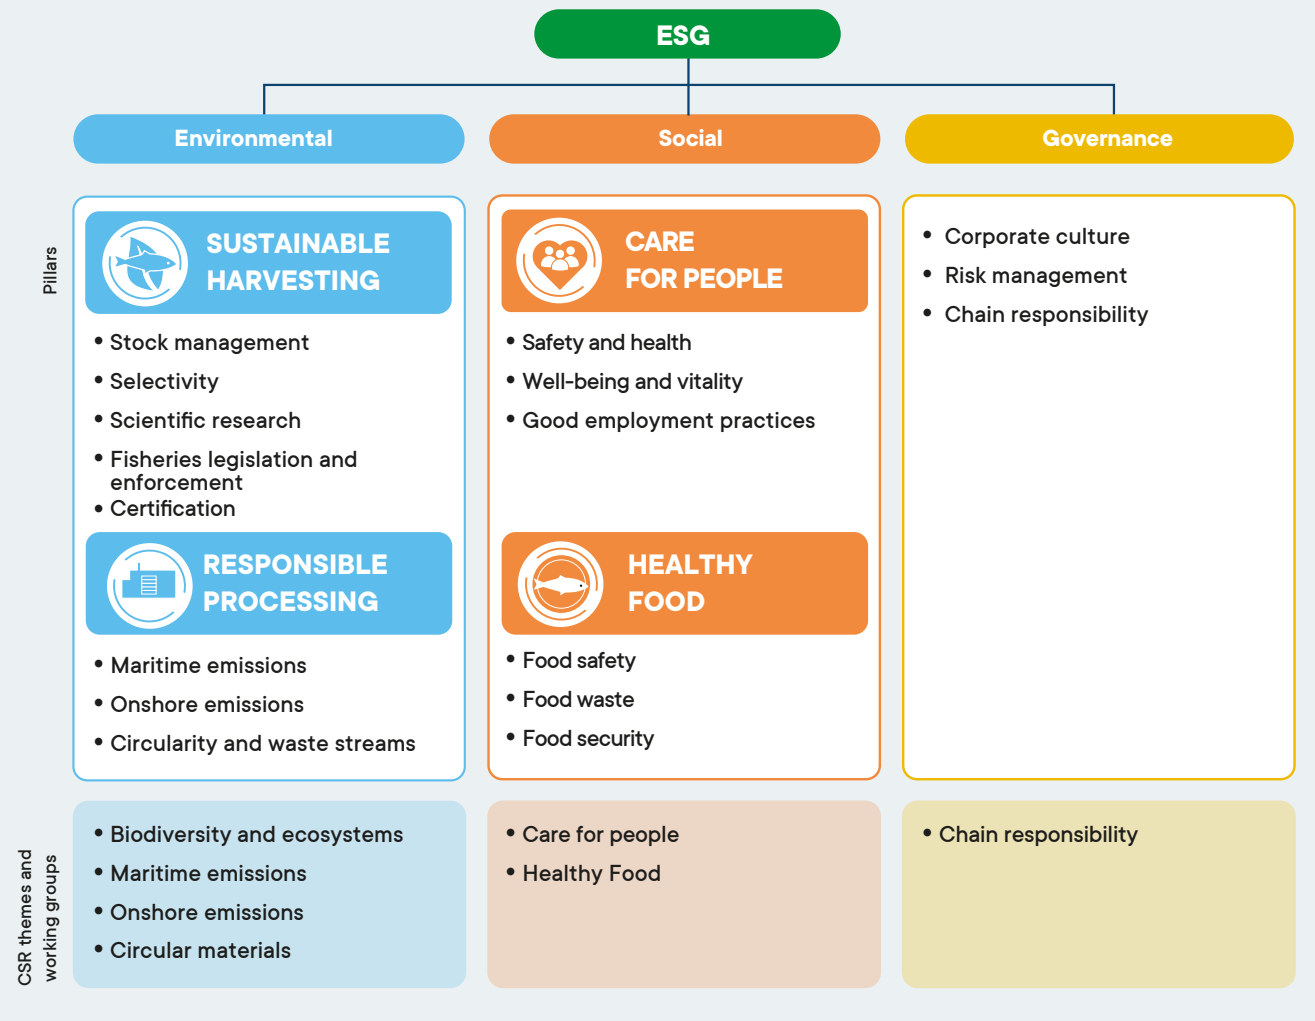 ESG
Environmental
Social
Governance
Pillars
SUSTAINABLE
HARVESTING
• Stock management
• Selectivity
• Scientific research
• Fisheries legislation and
enforcement
• Certification
RESPONSIBLE
PROCESSING
• Maritime emissions
• Onshore emissions
• Circularity and waste streams
CARE
FOR PEOPLE
• Safety and health
• Well-being and vitality
• Good employment practices
HEALTHY
FOOD
• Food safety
• Food waste
• Food security
• Corporate culture
• Risk management
• Chain responsibility
CSR themes and
working groups
• Biodiversity and ecosystems
• Maritime emissions
• Onshore emissions
• Circular materials
• Care for people
• Healthy Food
• Chain responsibility